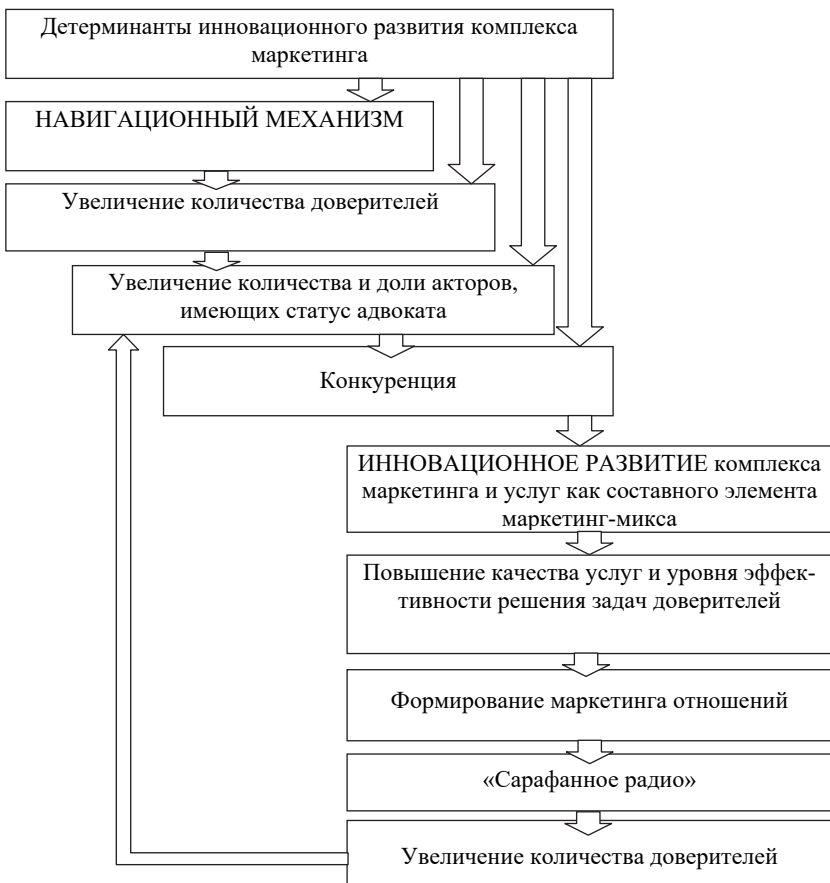 Детерминанты инновационного развития комплекса
маркетинга
НАВИГАЦИОННЫЙ МЕХАНИЗМ
Увеличение количества доверителей
Увеличение количества и доли акторов,
имеющих статус адвоката
Конкуренция
ИННОВАЦИОННОЕ РАЗВИТИЕ комплекса
маркетинга и услуг как составного элемента
маркетинг-микса
Повышение качества услуг и уровня эффек-
тивности решения задач доверителей
Формирование маркетинга отношений
«Сарафанное радио»
Увеличение количества доверителей